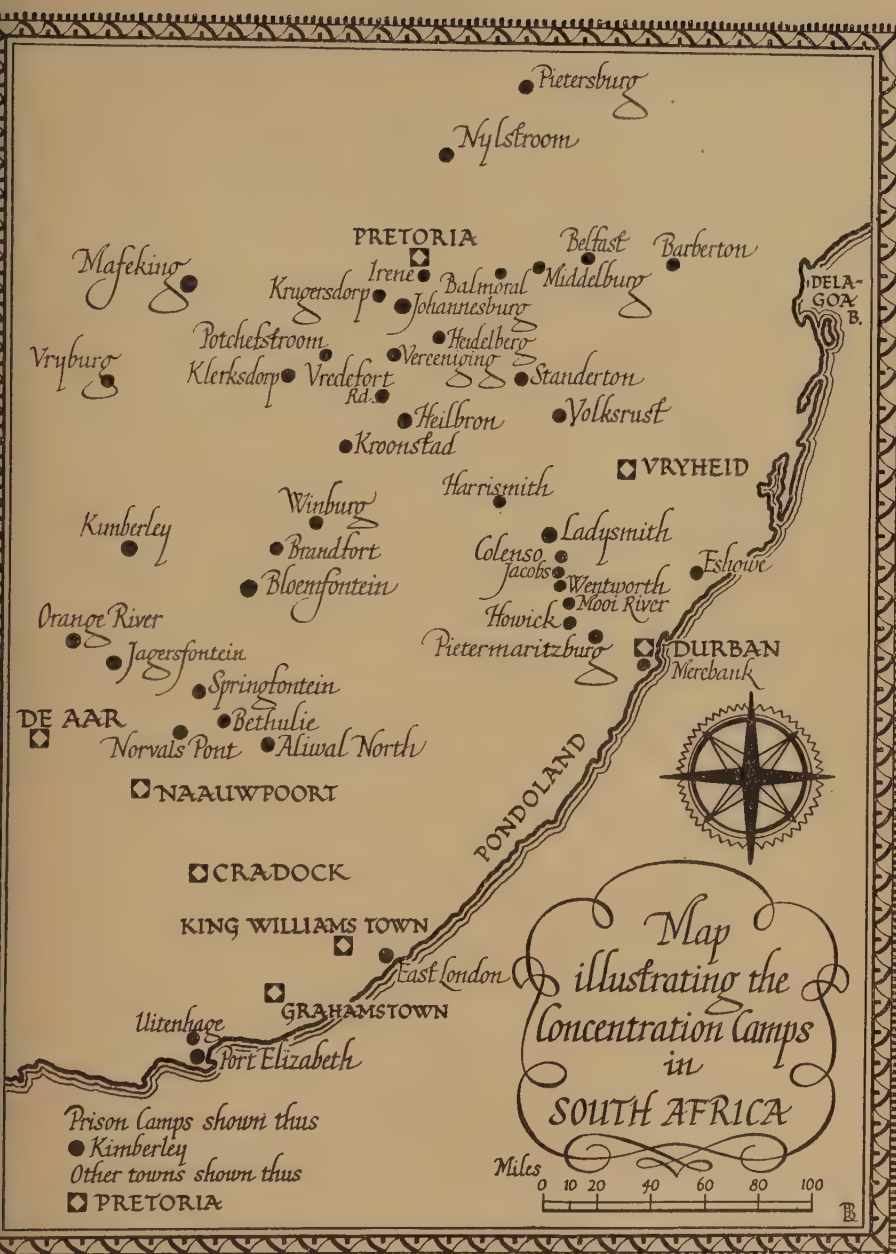 Pietersburg
Nylstroom
PRETORIA
Belfast
Barberton
Mafeking
Irene
Balmoral
Middelburg
DELA-
GOA
B.
Krugersdorp
Johannesburg
Potchefstroom
Heidelberg
Vryburg
Vereeniging
Klerksdorp
Vredefort
Rd.
Standerton
Heilbron
Volksrust
Kroonstad
VRYHEID
Harrismith
Winburg
Kimberley
Ladysmith
Brandfort
Colenso
Jacobs
Eshowe
Bloemfontein
Wentworth
Mooi River
Orange River
Howick
Jagersfontein
Pietermaritzburg
DURBAN
Merebank
Springfontein
DE AAR
Bethulie
Norvals Pont
Aliwal North
NAAUWPOORT
PONDOLAND
CRADOCK
KING WILLIAMS TOWN
East London
GRAHAMSTOWN
Uitenhage
Port Elizabeth
Map
illustrating the
Concentration Camps
in
SOUTH AFRICA
Prison Camps shown thus
Kimberley
Other towns shown thus
PRETORIA
Miles
0 10 20 40 60 80 100